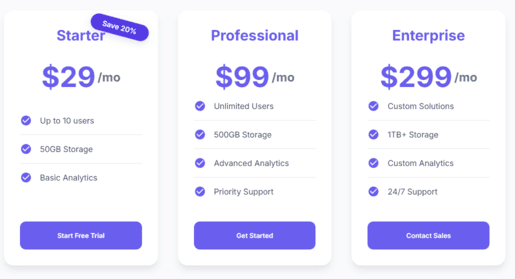 Save 20%
Starter
$29/mo
Up to 10 users
50GB Storage
Basic Analytics
Start Free Trial
Professional
$99/mo
Unlimited Users
500GB Storage
Advanced Analytics
Priority Support
Get Started
Enterprise
$299/mo
Custom Solutions
1TB+ Storage
Custom Analytics
24/7 Support
Contact Sales